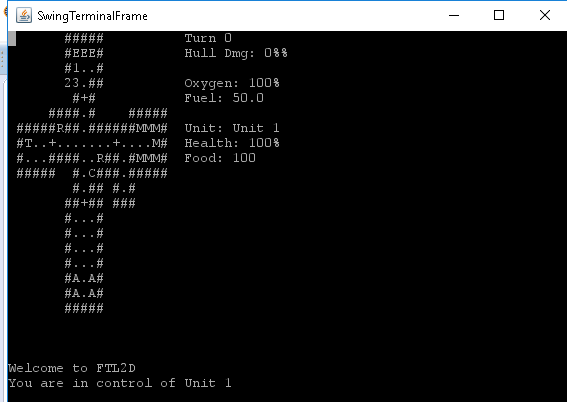 SwingTerminalFrame
        #####          Turn 0
        #EEE#          Hull Dmg: 0%%
        #1..#
        23.##          Oxygen: 100%
         #+#           Fuel: 50.0
      ####.#    #####
  #####R##.######MMM#  Unit: Unit 1
  #T..+.......+....M#  Health: 100%
  #...####..R##.#MMM#  Food: 100
  #####  #.C###.#####
         #.## #.#
        ##+## ###
        #...#
        #...#
        #...#
        #...#
        #A.A#
        #A.A#
        #####
Welcome to FTL2D
You are in control of Unit 1